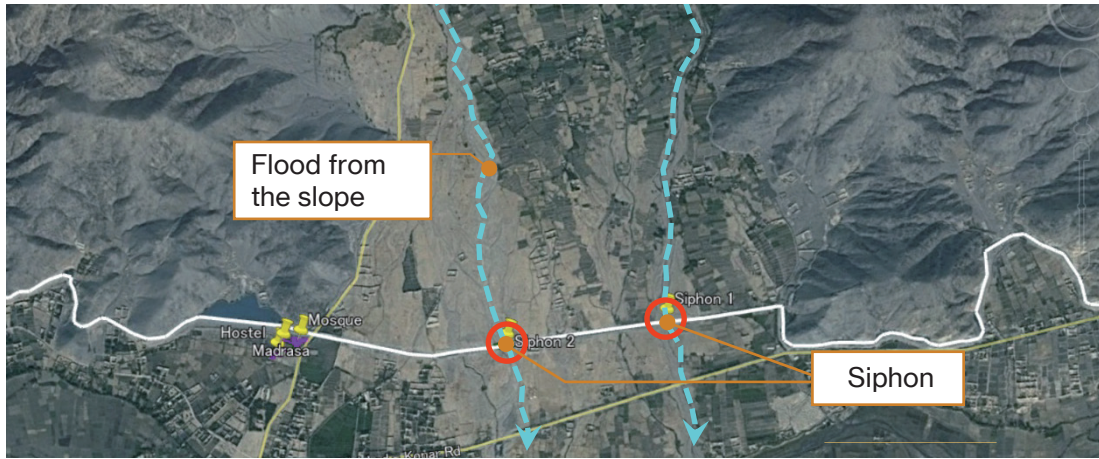 Flood from
the slope
Siphon 1
Mosque
Hostel
Siphon 2
Madrasa
Siphon
Konar Rd